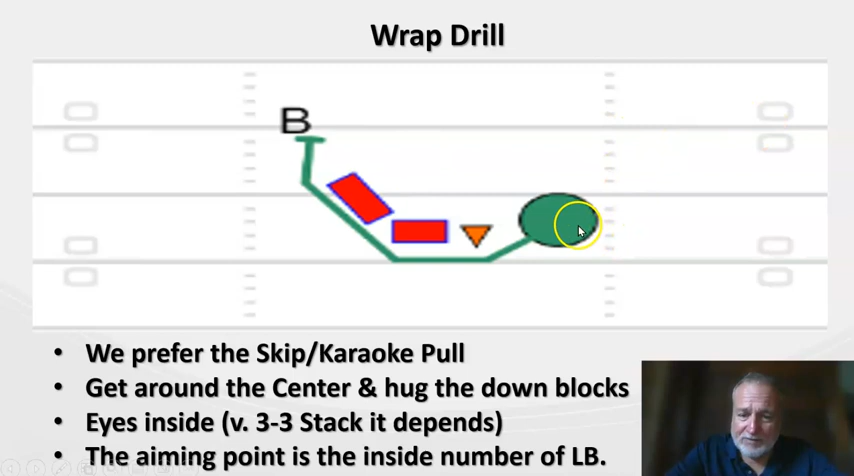 Wrap Drill
B
• We prefer the Skip/Karaoke Pull
• Get around the Center & hug the down blocks
• Eyes inside (v. 3-3 Stack it depends)
• The aiming point is the inside number of LB.